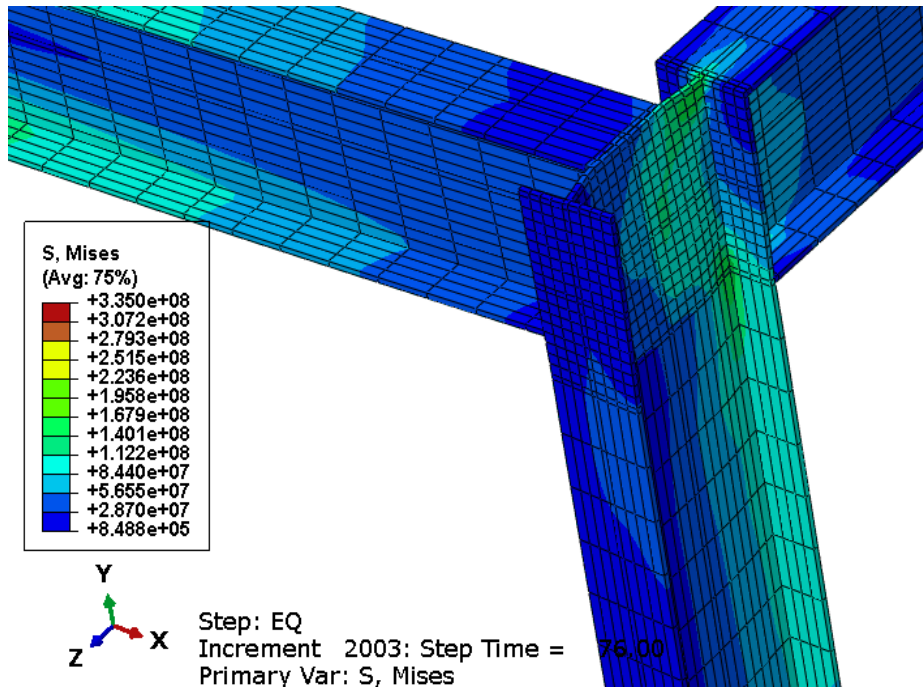 S, Mises
(Avg: 75%)
+3.350e+08
+3.072e+08
+2.793e+08
+2.515e+08
+2.236e+08
+1.958e+08
+1.679e+08
+1.401e+08
+1.122e+08
+8.440e+07
+5.655e+07
+2.870e+07
+8.488e+05
Y
X
Z
Step: EQ
Increment 2003: Step Time = 76.00
Primary Var: S, Mises